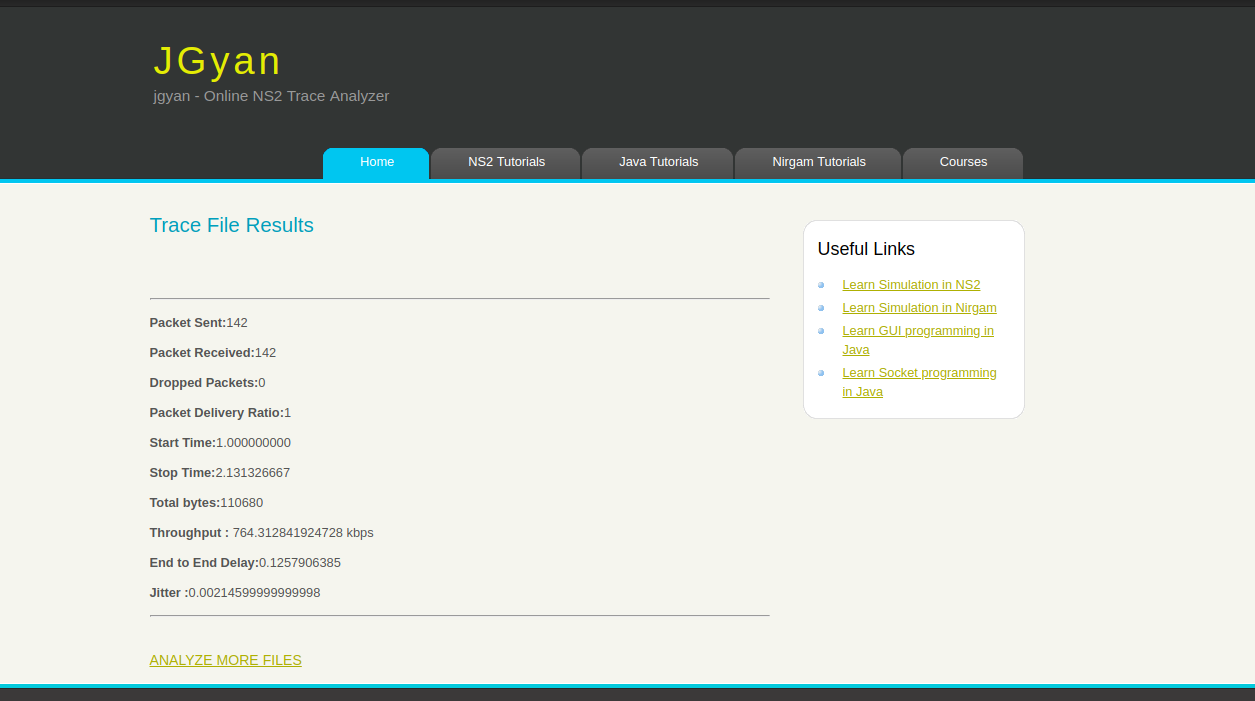 JGyan
jgyan - Online NS2 Trace Analyzer
Home NS2 Tutorials Java Tutorials Nirgam Tutorials Courses
Trace File Results
Packet Sent:142
Packet Received:142
Dropped Packets:0
Packet Delivery Ratio:1
Start Time:1.000000000
Stop Time:2.131326667
Total bytes:110680
Throughput : 764.312841924728 kbps
End to End Delay:0.1257906385
Jitter :0.00214599999999998
ANALYZE MORE FILES
Useful Links
Learn Simulation in NS2
Learn Simulation in Nirgam
Learn GUI programming in
Java
Learn Socket programming
in Java